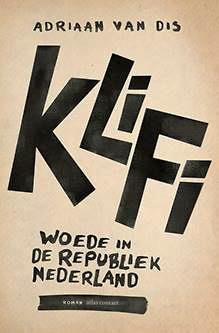 ADRIAAN VAN DIS
KLIFI
WOEDE IN
DE REPUBLIEK
NEDERLAND
ROMAN atlas contact